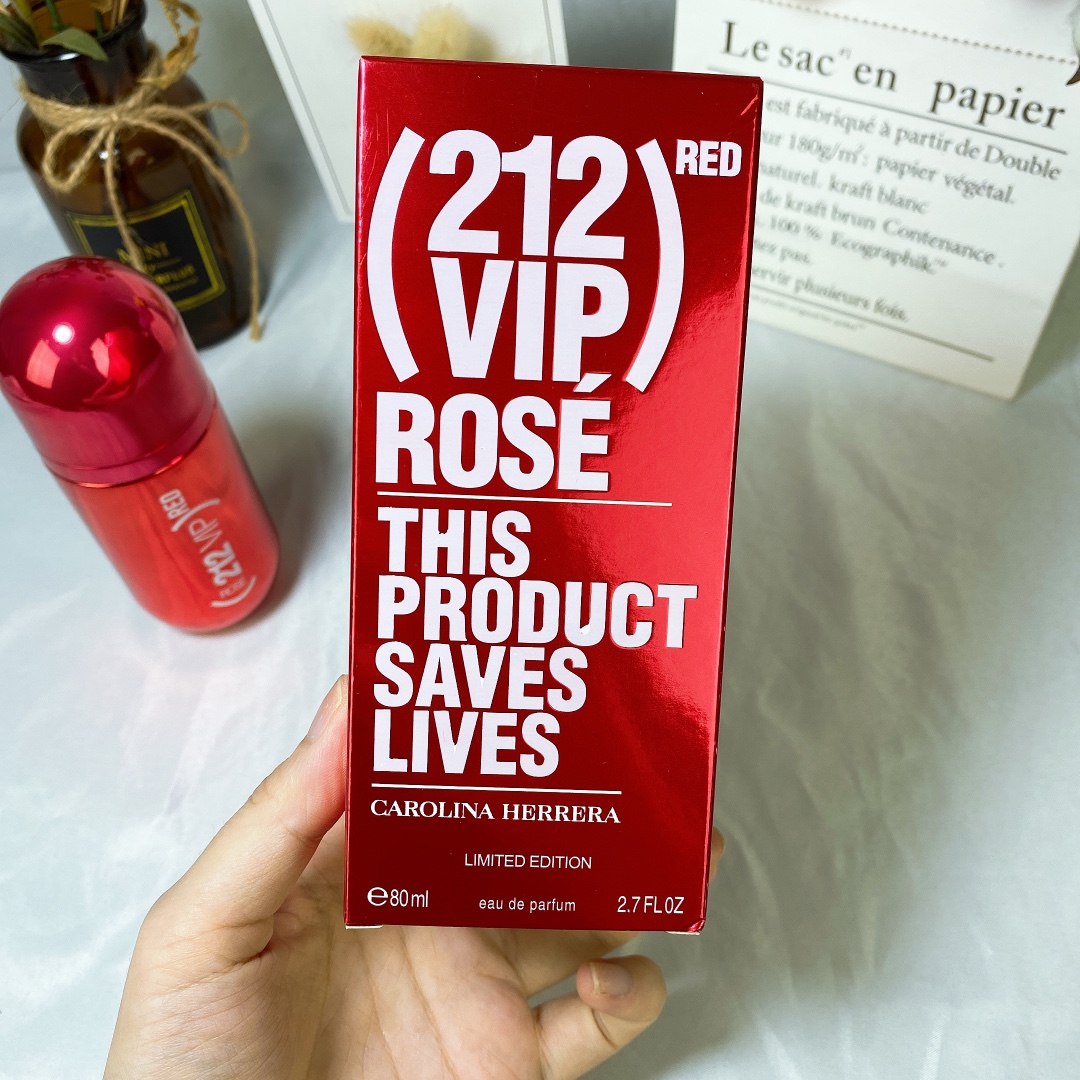 (212
VIP)RED
ROSÉ
THIS
PRODUCT
SAVES
LIVES
CAROLINA HERRERA
LIMITED EDITION
℮80ml
eau de parfum
2.7 FL OZ
(212 VIP)RED
Le sac en papier
est fabriqué à partir de Double
180g/m²: papier végétal.
kraft blanc
de kraft brun Contenance.
100 % Ecographik
pas.
servir plusieurs fois.